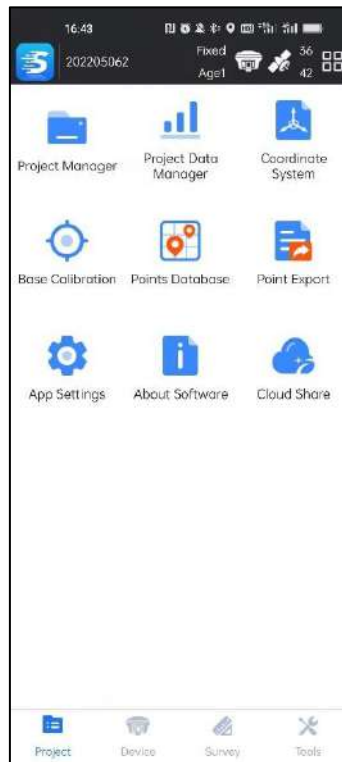 16:43
202205062
Fixed
Age1
36
42
Project Manager
Project Data
Manager
Coordinate
System
Base Calibration
Points Database
Point Export
App Settings
About Software
Cloud Share
Project
Device
Survey
Tools